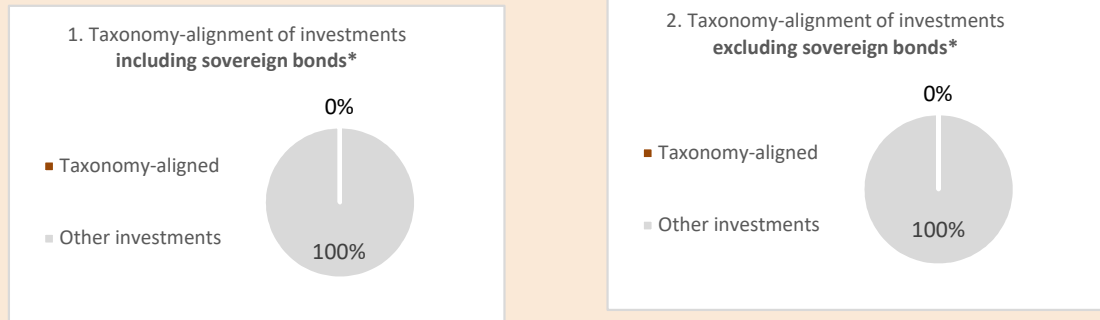 1. Taxonomy-alignment of investments
including sovereign bonds*
0%
Taxonomy-aligned
Other investments
100%
2. Taxonomy-alignment of investments
excluding sovereign bonds*
0%
Taxonomy-aligned
Other investments
100%